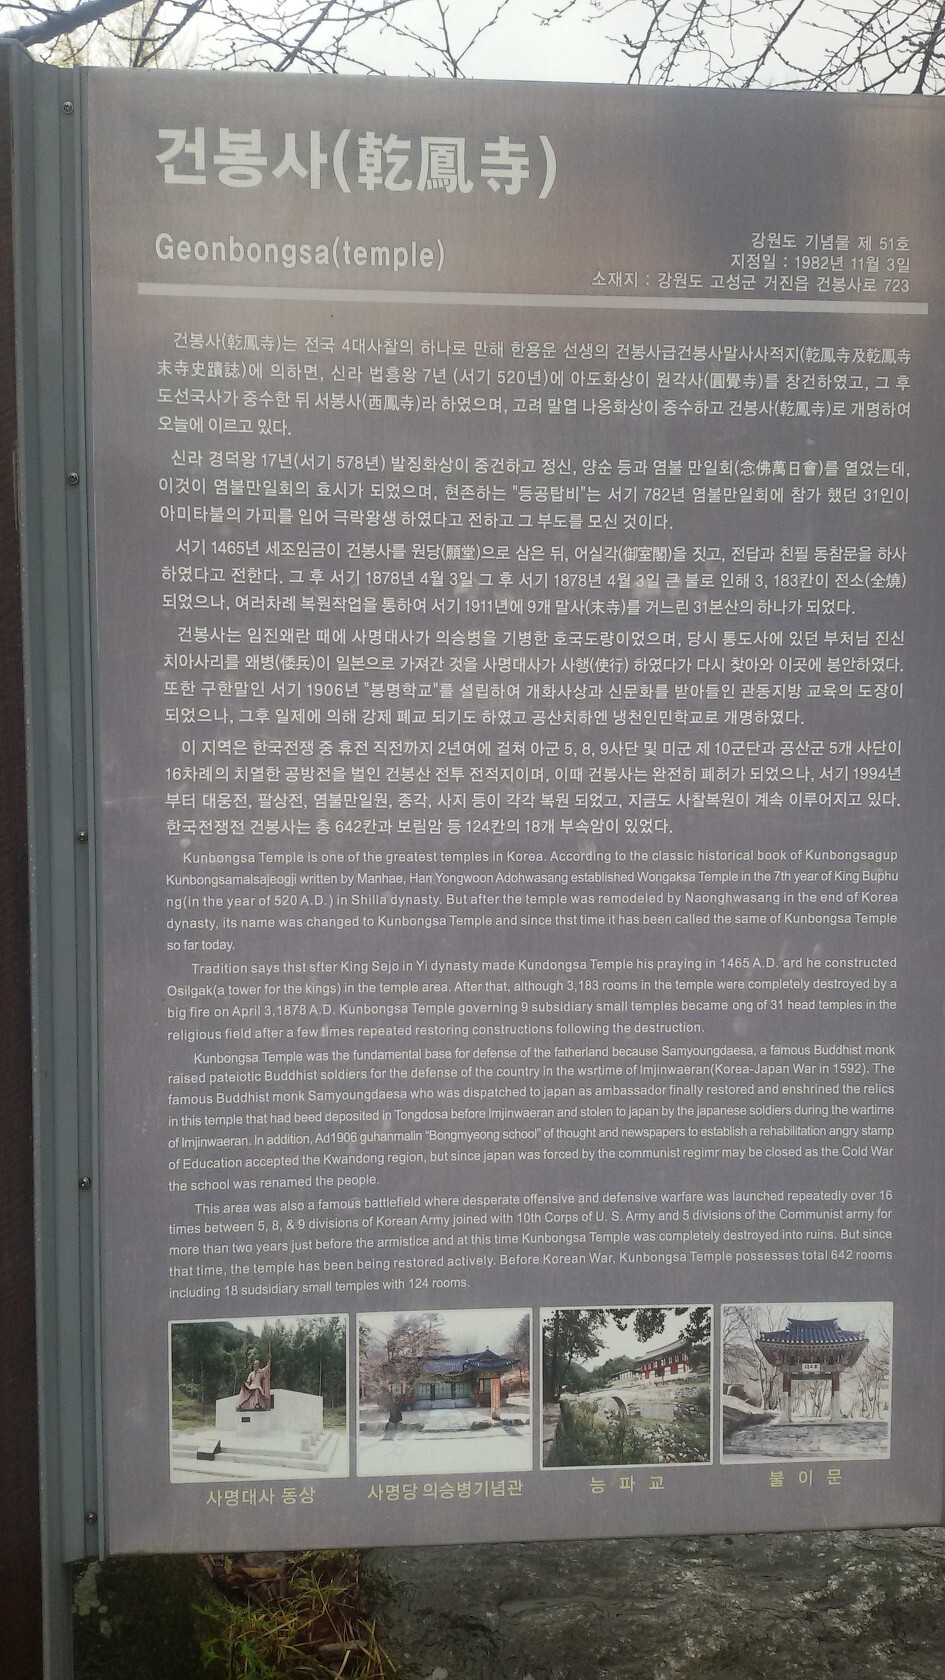 건봉사(乾鳳寺)
Geonbongsa(temple)
강원도 기념물 제 51호
지정일 : 1982년 11월 3일
소재지 : 강원도 고성군 거진읍 건봉사로 723
건봉사(乾鳳寺)는 전국 4대사찰의 하나로 만해 한용운 선생의 건봉사급건봉사말사사적지(乾鳳寺及乾鳳寺
末寺史蹟誌)에 의하면, 신라 법흥왕 7년 (서기 520년)에 아도화상이 원각사(圓覺寺)를 창건하였고, 그 후
도선국사가 중수한 뒤 서봉사(西鳳寺)라 하였으며, 고려 말엽 나옹화상이 중수하고 건봉사(乾鳳寺)로 개명하여
오늘에 이르고 있다.
신라 경덕왕 17년(서기 578년) 발징화상이 중건하고 정신, 양순 등과 염불 만일회(念佛萬日會)를 열었는데,
이것이 염불만일회의 효시가 되었으며, 현존하는 "등공탑비"는 서기 782년 염불만일회에 참가 했던 31인이
아미타불의 가피를 입어 극락왕생 하였다고 전하고 그 부도를 모신 것이다.
서기 1465년 세조임금이 건봉사를 원당(願堂)으로 삼은 뒤, 어실각(御室閣)을 짓고, 전답과 친필 동참문을 하사
하였다고 전한다. 그 후 서기 1878년 4월 3일 그 후 서기 1878년 4월 3일 큰 불로 인해 3, 183칸이 전소(全燒)
되었으나, 여러차례 복원작업을 통하여 서기 1911년에 9개 말사(末寺)를 거느린 31본산의 하나가 되었다.
건봉사는 임진왜란 때에 사명대사가 의승병을 기병한 호국도량이었으며, 당시 통도사에 있던 부처님 진신
치아사리를 왜병(倭兵)이 일본으로 가져간 것을 사명대사가 사행(使行) 하였다가 다시 찾아와 이곳에 봉안하였다.
또한 구한말인 서기 1906년 "봉명학교"를 설립하여 개화사상과 신문화를 받아들인 관동지방 교육의 도장이
되었으나, 그후 일제에 의해 강제 폐교 되기도 하였고 공산치하엔 냉천인민학교로 개명하였다.
이 지역은 한국전쟁 중 휴전 직전까지 2년여에 걸쳐 아군 5, 8, 9사단 및 미군 제 10군단과 공산군 5개 사단이
16차례의 치열한 공방전을 벌인 건봉산 전투 전적지이며, 이때 건봉사는 완전히 폐허가 되었으나, 서기 1994년
부터 대웅전, 팔상전, 염불만일원, 종각, 사지 등이 각각 복원 되었고, 지금도 사찰복원이 계속 이루어지고 있다.
한국전쟁전 건봉사는 총 642칸과 보림암 등 124칸의 18개 부속암이 있었다.
Kunbongsa Temple is one of the greatest temples in Korea. According to the classic historical book of Kunbongsagup
Kunbongsamalsajeogji written by Manhae, Han Yongwoon Adohwasang established Wongaksa Temple in the 7th year of King Buphu
ng(in the year of 520 A.D.) in Shilla dynasty. But after the temple was remodeled by Naonghwasang in the end of Korea
dynasty, its name was changed to Kunbongsa Temple and since thst time it has been called the same of Kunbongsa Temple
so far today.
Tradition says thst sfter King Sejo in Yi dynasty made Kundongsa Temple his praying in 1465 A.D. ard he constructed
Osilgak(a tower for the kings) in the temple area. After that, although 3,183 rooms in the temple were completely destroyed by a
big fire on April 3,1878 A.D. Kunbongsa Temple governing 9 subsidiary small temples became ong of 31 head temples in the
religious field after a few times repeated restoring constructions following the destruction.
Kunbongsa Temple was the fundamental base for defense of the fatherland because Samyoungdaesa, a famous Buddhist monk
raised pateiotic Buddhist soldiers for the defense of the country in the wsrtime of Imjinwaeran(Korea-Japan War in 1592). The
famous Buddhist monk Samyoungdaesa who was dispatched to japan as ambassador finally restored and enshrined the relics
in this temple that had beed deposited in Tongdosa before Imjinwaeran and stolen to japan by the japanese soldiers during the wartime
of Imjinwaeran. In addition, Ad1906 guhanmalin "Bongmyeong school" of thought and newspapers to establish a rehabilitation angry stamp
of Education accepted the Kwandong region, but since japan was forced by the communist regimr may be closed as the Cold War
the school was renamed the people.
This area was also a famous battlefield where desperate offensive and defensive warfare was launched repeatedly over 16
times between 5, 8, & 9 divisions of Korean Army joined with 10th Corps of U. S. Army and 5 divisions of the Communist army for
more than two years just before the armistice and at this time Kunbongsa Temple was completely destroyed into ruins. But since
that time, the temple has been being restored actively. Before Korean War, Kunbongsa Temple possesses total 642 rooms
including 18 sudsidiary small temples with 124 rooms.
사명대사 동상
사명당 의승병기념관
능 파 교
불 이 문